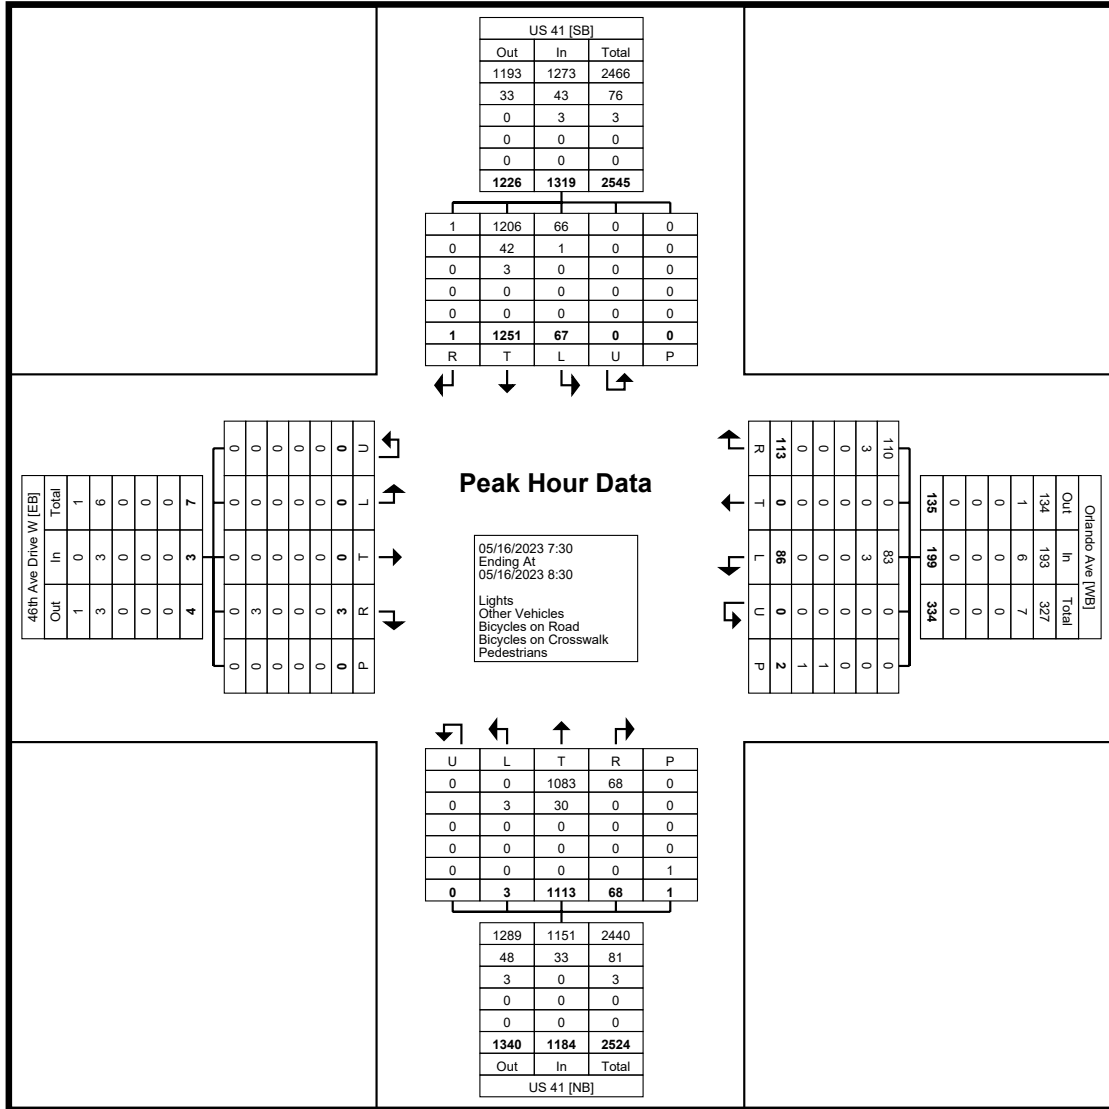 US 41 [SB]
Out In Total
1193 1273 2466
33 43 76
0 3 3
0 0 0
0 0 0
1226 1319 2545
1 1206 66 0 0
0 42 1 0 0
0 3 0 0 0
0 0 0 0 0
0 0 0 0 0
1 1251 67 0 0
R T L U P
46th Ave Drive W [EB]
Out In Total
1 0 1
3 3 6
0 0 0
0 0 0
0 0 0
4 3 7
0 0 0 0 0
0 3 0 0 0
0 0 0 0 0
0 0 0 0 0
0 0 0 0 0
0 3 0 0 0
P R T L U
Peak Hour Data
05/16/2023 7:30
Ending At
05/16/2023 8:30
Lights
Other Vehicles
Bicycles on Road
Bicycles on Crosswalk
Pedestrians
Orlando Ave [WB]
Out In Total
134 193 327
1 6 7
0 0 0
0 0 0
0 0 0
135 199 334
110 0 83 0 0
3 0 3 0 0
0 0 0 0 0
0 0 0 0 1
0 0 0 0 1
113 0 86 0 2
R T L U P
U L T R P
0 0 1083 68 0
0 3 30 0 0
0 0 0 0 0
0 0 0 0 0
0 0 0 0 1
0 3 1113 68 1
1289 1151 2440
48 33 81
3 0 3
0 0 0
0 0 0
1340 1184 2524
Out In Total
US 41 [NB]